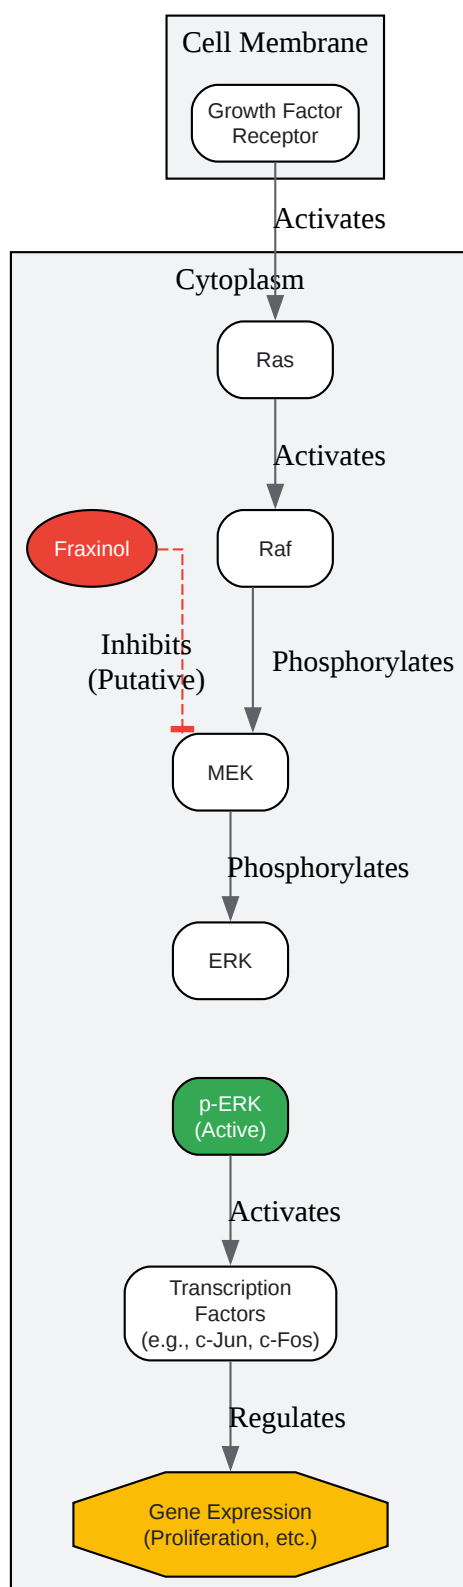 Cell Membrane
Growth Factor
Receptor
Activates
Cytoplasm
Ras
Activates
Fraxinol
Raf
Inhibits
(Putative)
Phosphorylates
MEK
Phosphorylates
ERK
p-ERK
(Active)
Activates
Transcription
Factors
(e.g., c-Jun, c-Fos)
Regulates
Gene Expression
(Proliferation, etc.)